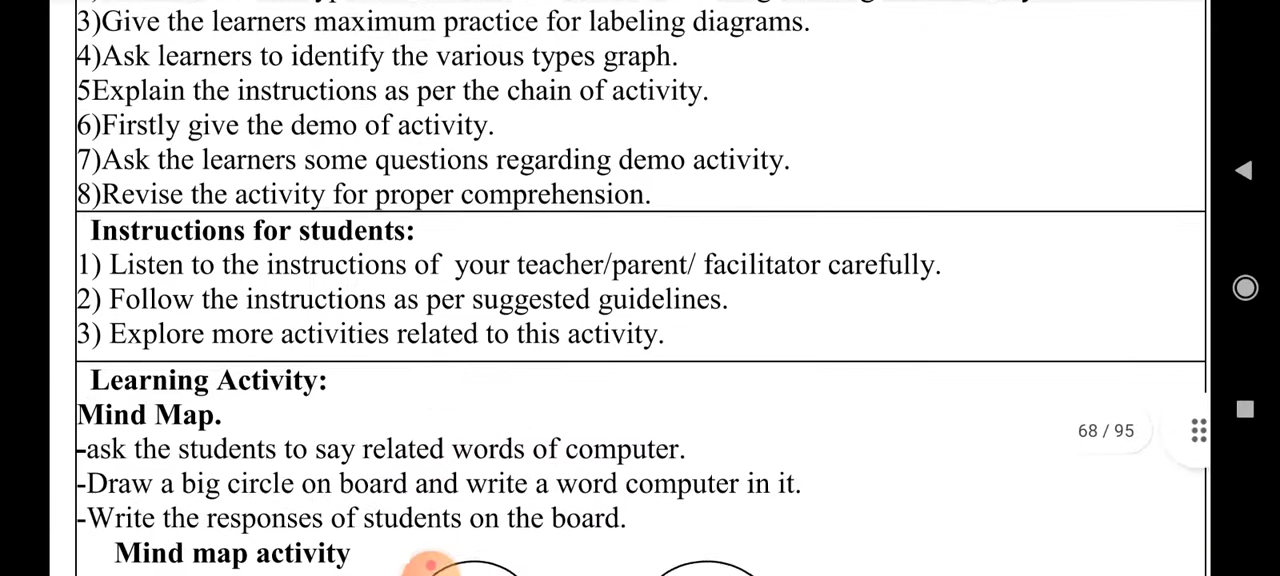 3)Give the learners maximum practice for labeling diagrams.
4)Ask learners to identify the various types graph.
5Explain the instructions as per the chain of activity.
6)Firstly give the demo of activity.
7)Ask the learners some questions regarding demo activity.
8)Revise the activity for proper comprehension.
Instructions for students:
1) Listen to the instructions of your teacher/parent/ facilitator carefully.
2) Follow the instructions as per suggested guidelines.
3) Explore more activities related to this activity.
Learning Activity:
Mind Map.
-ask the students to say related words of computer.
68 / 95
-Draw a big circle on board and write a word computer in it.
-Write the responses of students on the board.
Mind map activity